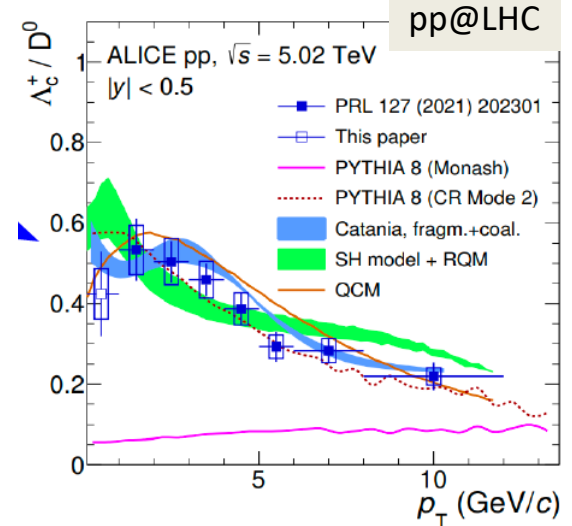 pp@LHC
Λc+ / D0
1
0.8
0.6
0.4
0.2
0
ALICE pp, √s = 5.02 TeV
|y| < 0.5
PRL 127 (2021) 202301
This paper
PYTHIA 8 (Monash)
PYTHIA 8 (CR Mode 2)
Catania, fragm.+coal.
SH model + RQM
QCM
5
10
pT (GeV/c)